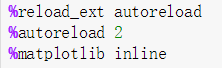 %reload_ext autoreload
%autoreload 2
%matplotlib inline